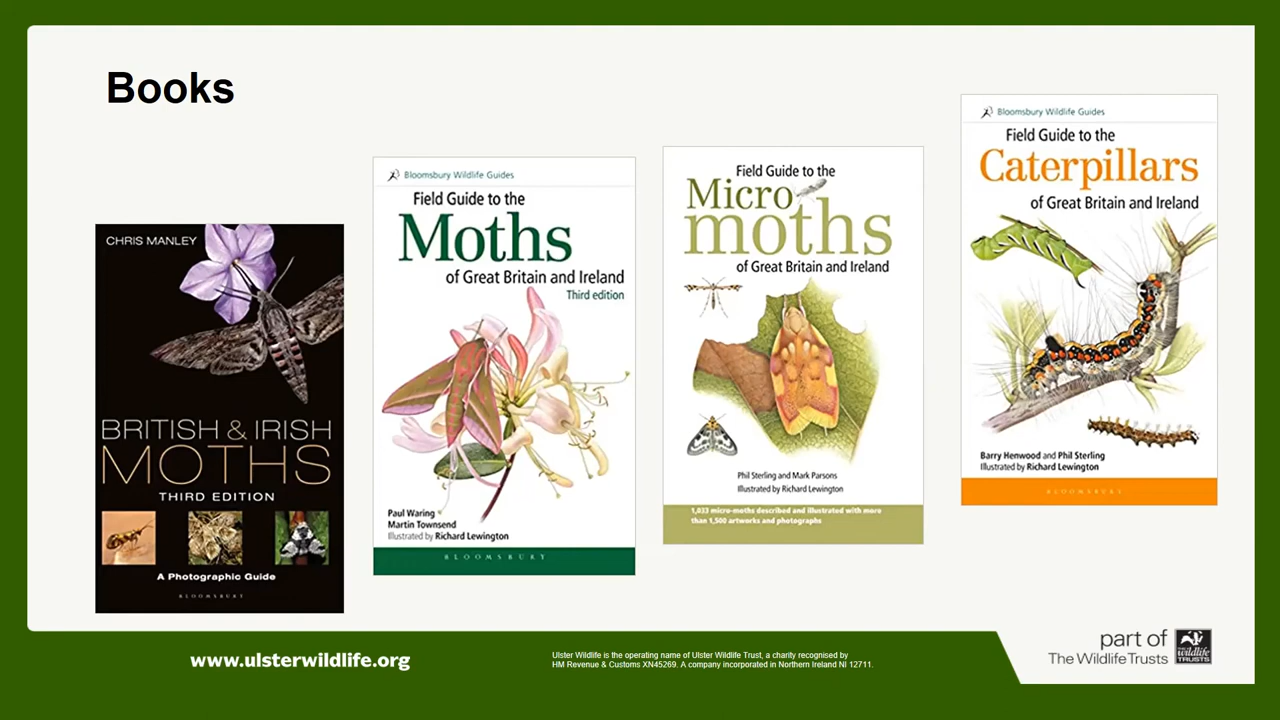 Books
CHRIS MANLEY
BRITISH & IRISH
MOTHS
THIRD EDITION
A Photographic Guide
BLOOMSBURY
Bloomsbury Wildlife Guides
Field Guide to the
Moths
of Great Britain and Ireland
Third edition
Paul Waring
Martin Townsend
Illustrated by Richard Lewington
BLOOMSBURY
Field Guide to the
Micro
moths
of Great Britain and Ireland
Phil Sterling and Mark Parsons
Illustrated by Richard Lewington
1,033 micro-moths described and illustrated with more
than 1,500 artworks and photographs
Bloomsbury Wildlife Guides
Field Guide to the
Caterpillars
of Great Britain and Ireland
Barry Henwood and Phil Sterling
Illustrated by Richard Lewington
BLOOMSBURY
www.ulsterwildlife.org
Ulster Wildlife is the operating name of Ulster Wildlife Trust, a charity recognised by
HM Revenue & Customs XN45269. A company incorporated in Northern Ireland NI 12711.
part of
The Wildlife Trusts
THE
wildlife
TRUSTS